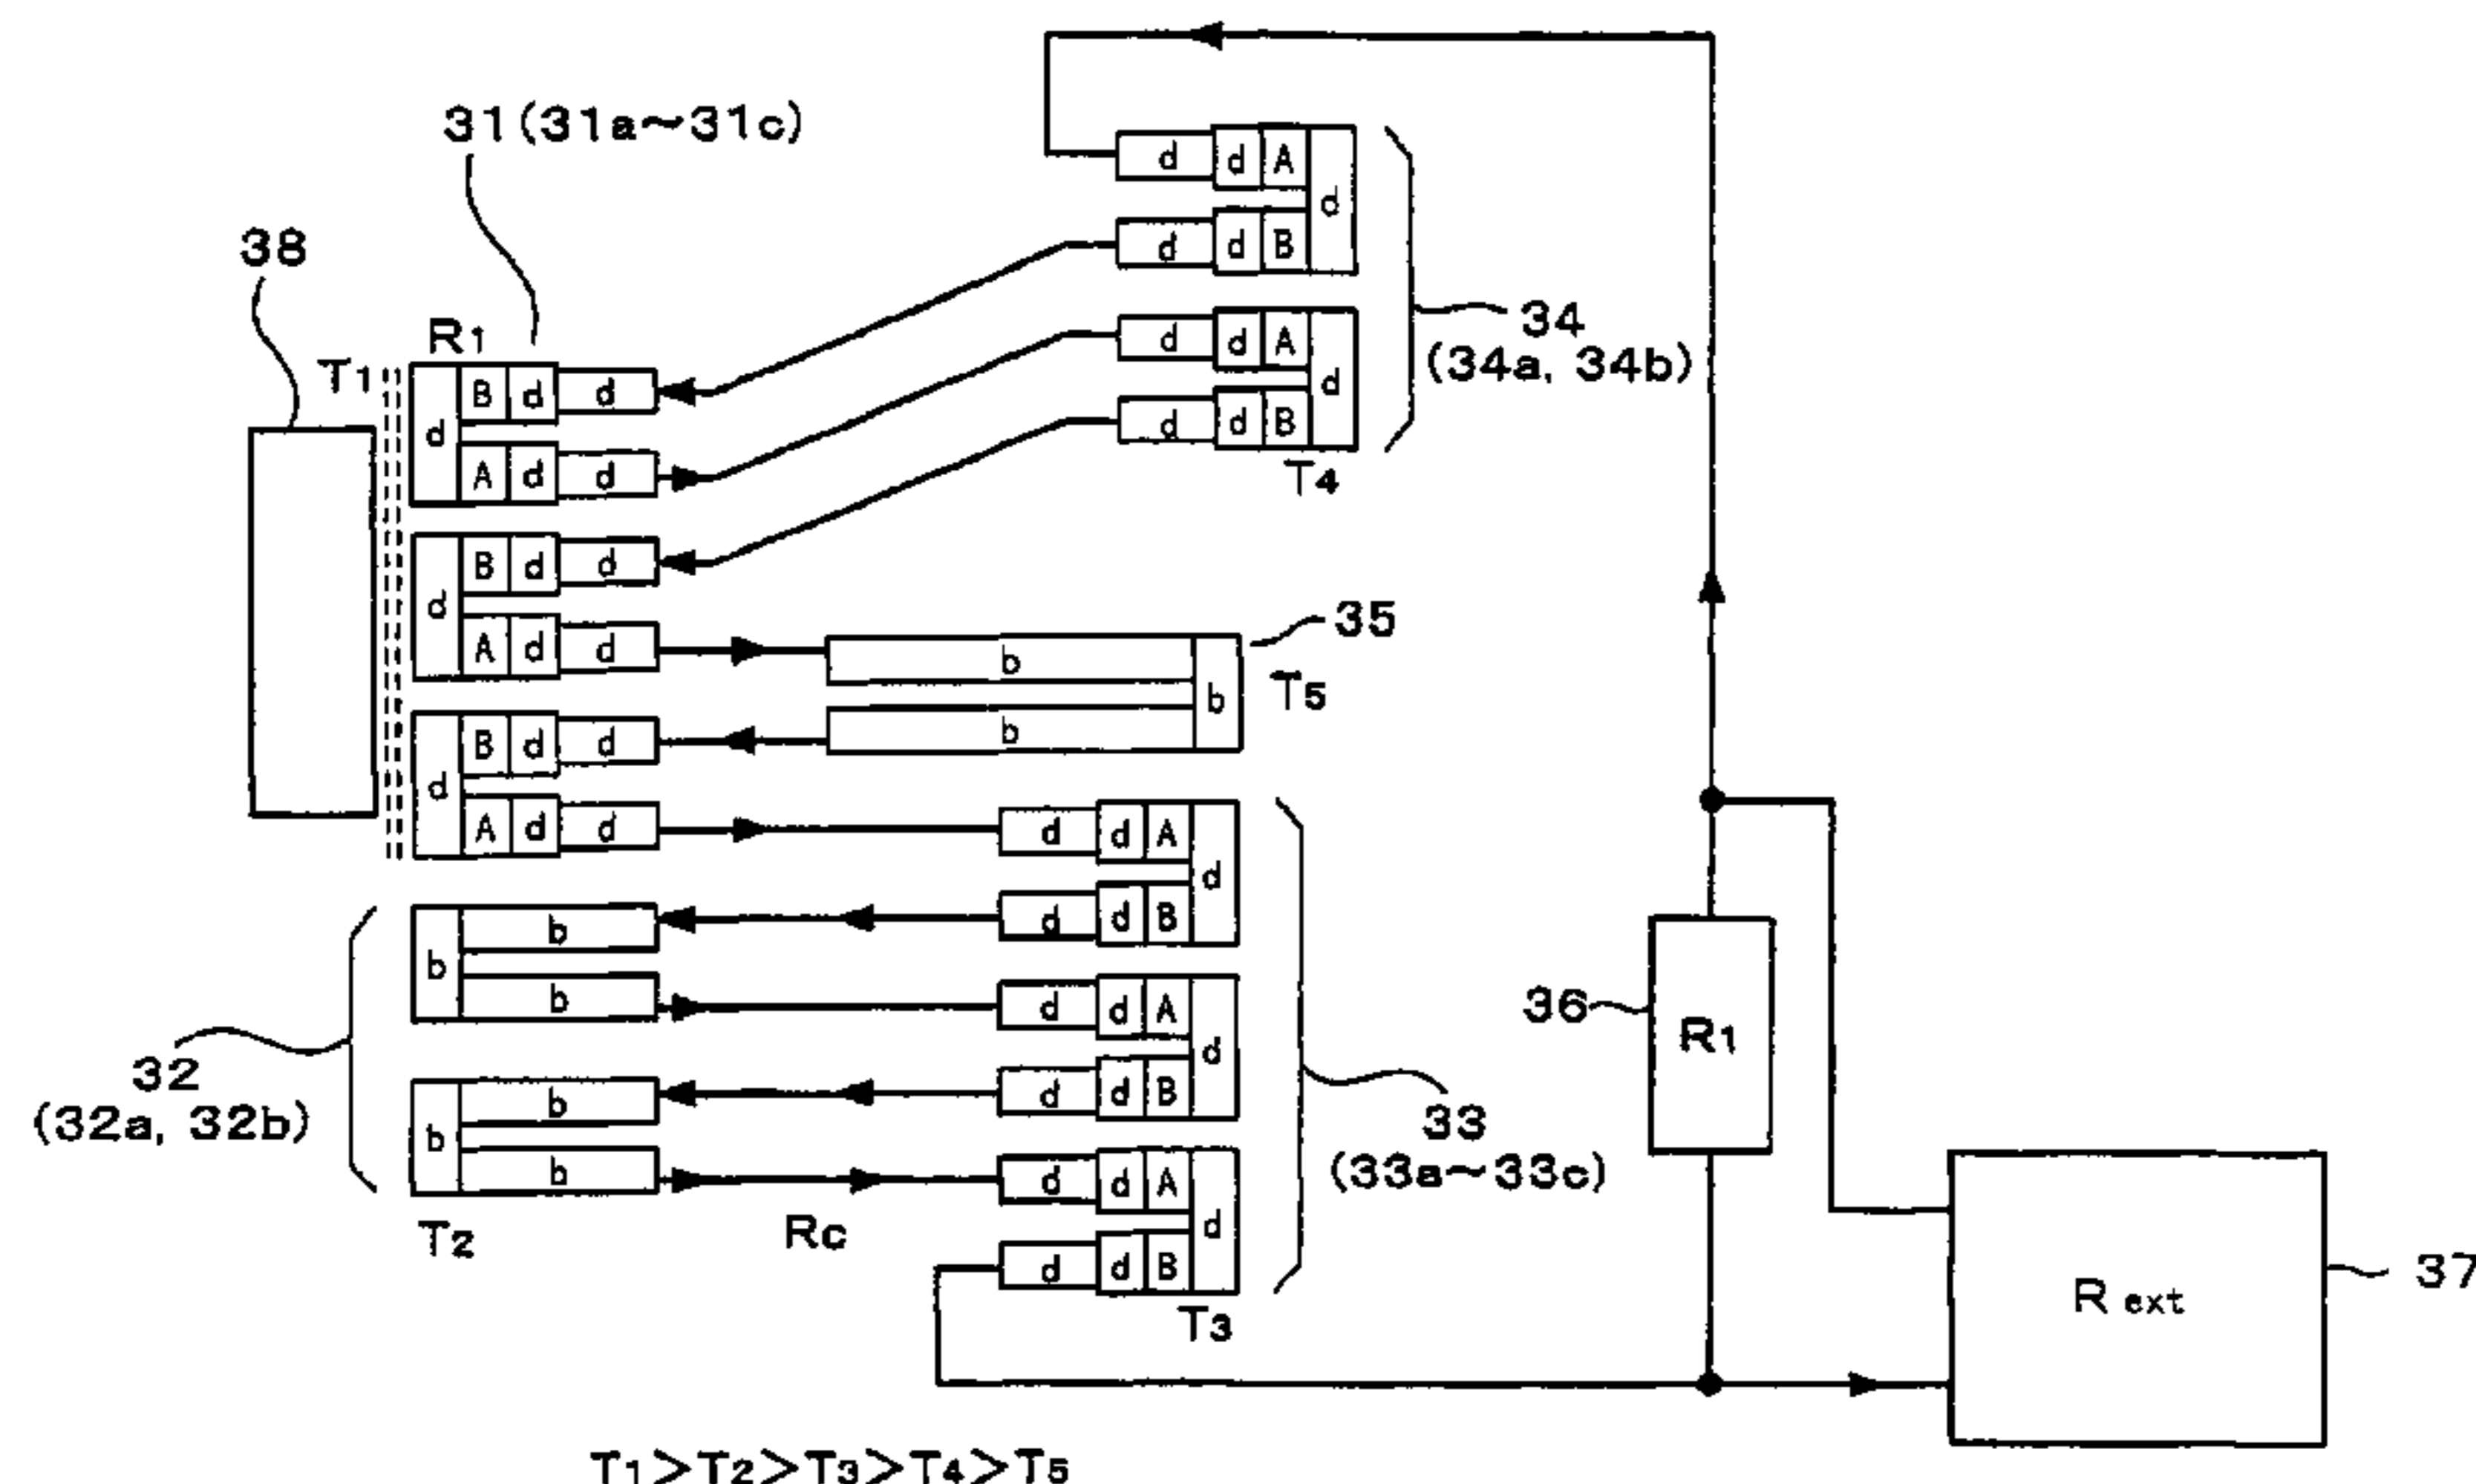 31(31a~31c)
38
T1
R1
B d d
d
A d d
B d d
d
A d d
B d d
d
A d d
d d A
d
d d B
d d A
d
d d B
T4
34
(34a, 34b)
b
b
b
35
T5
d d A
d
d d B
d d A
d
d d B
d d A
d
d d B
T3
33
(33a~33c)
b
b
b
b
b
b
32
(32a, 32b)
T2
Rc
36
R1
R ext
37
T1>T2>T3>T4>T5